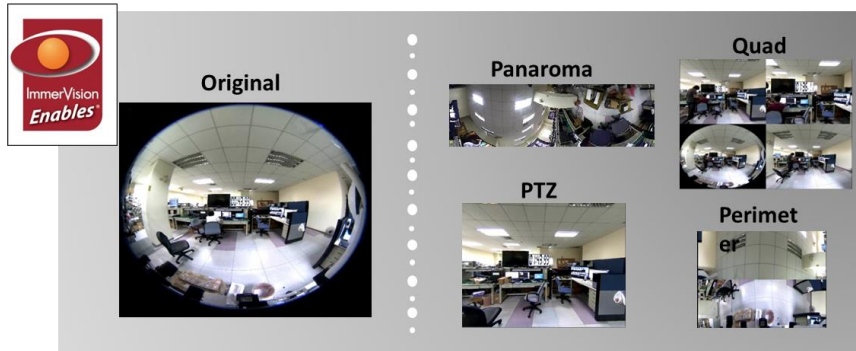 ImmerVision
Enables®
Original
Panaroma
Quad
PTZ
Perimet
er